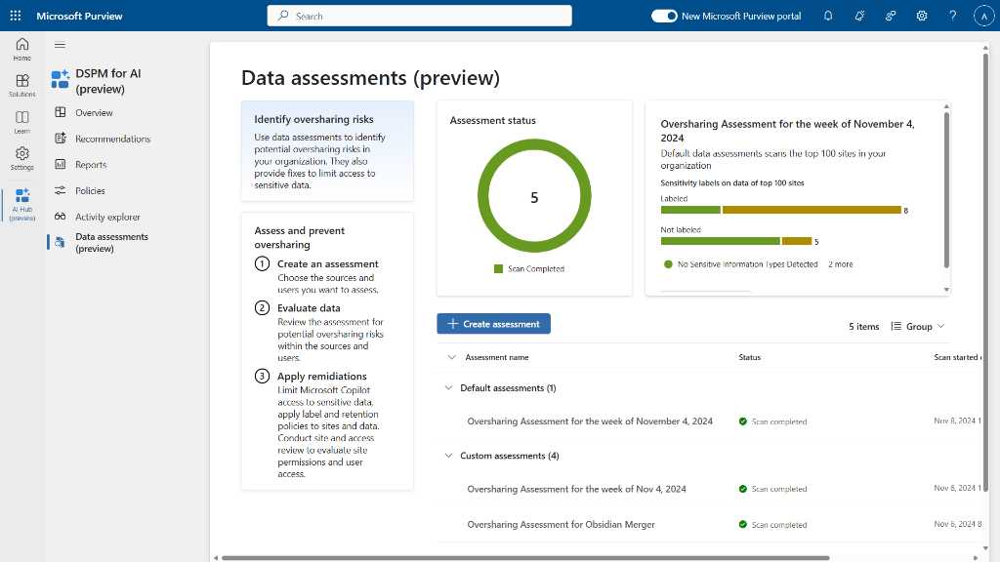 Microsoft Purview
Search
New Microsoft Purview portal
?
A
Home
Solutions
Learn
Settings
AI Hub
(preview)
DSPM for AI
(preview)
Overview
Recommendations
Reports
Policies
Activity explorer
Data assessments
(preview)
Data assessments (preview)
Identify oversharing risks
Use data assessments to identify
potential oversharing risks in
your organization. They also
provide fixes to limit access to
sensitive data.
Assess and prevent
oversharing
1 Create an assessment
Choose the sources and
users you want to assess.
2 Evaluate data
Review the assessment for
potential oversharing risks
within the sources and
users.
3 Apply remidiations
Limit Microsoft Copilot
access to sensitive data,
apply label and retention
policies to sites and data.
Conduct site and access
review to evaluate site
permissions and user
access.
Assessment status
5
Scan Completed
Oversharing Assessment for the week of November 4,
2024
Default data assessments scans the top 100 sites in your
organization
Sensitivity labels on data of top 100 sites
Labeled
8
Not labeled
5
No Sensitive Information Types Detected 2 more
Create assessment
5 items
Group
Assessment name Status Scan started
Default assessments (1)
Oversharing Assessment for the week of November 4, 2024 Scan completed Nov 8, 2024 1
Custom assessments (4)
Oversharing Assessment for the week of Nov 4, 2024 Scan completed Nov 6, 2024 1
Oversharing Assessment for Obsidian Merger Scan completed Nov 6, 2024 8